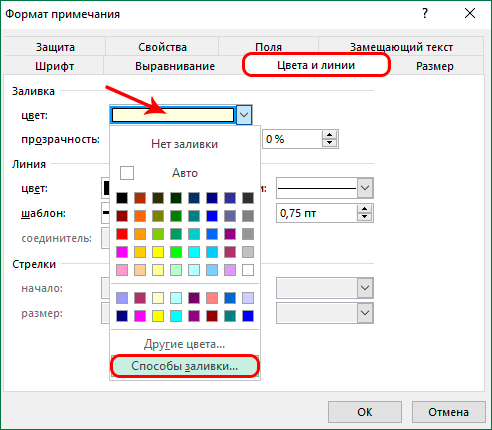 Формат примечания
Защита Свойства Поля Замещающий текст
Шрифт Выравнивание Цвета и линии Размер
Заливка
цвет:
прозрачность: 0 %
Нет заливки
Авто
Линия
цвет:
шаблон: 0,75 пт
соединитель:
Стрелки
начало:
размер:
Другие цвета...
Способы заливки...
ОК Отмена